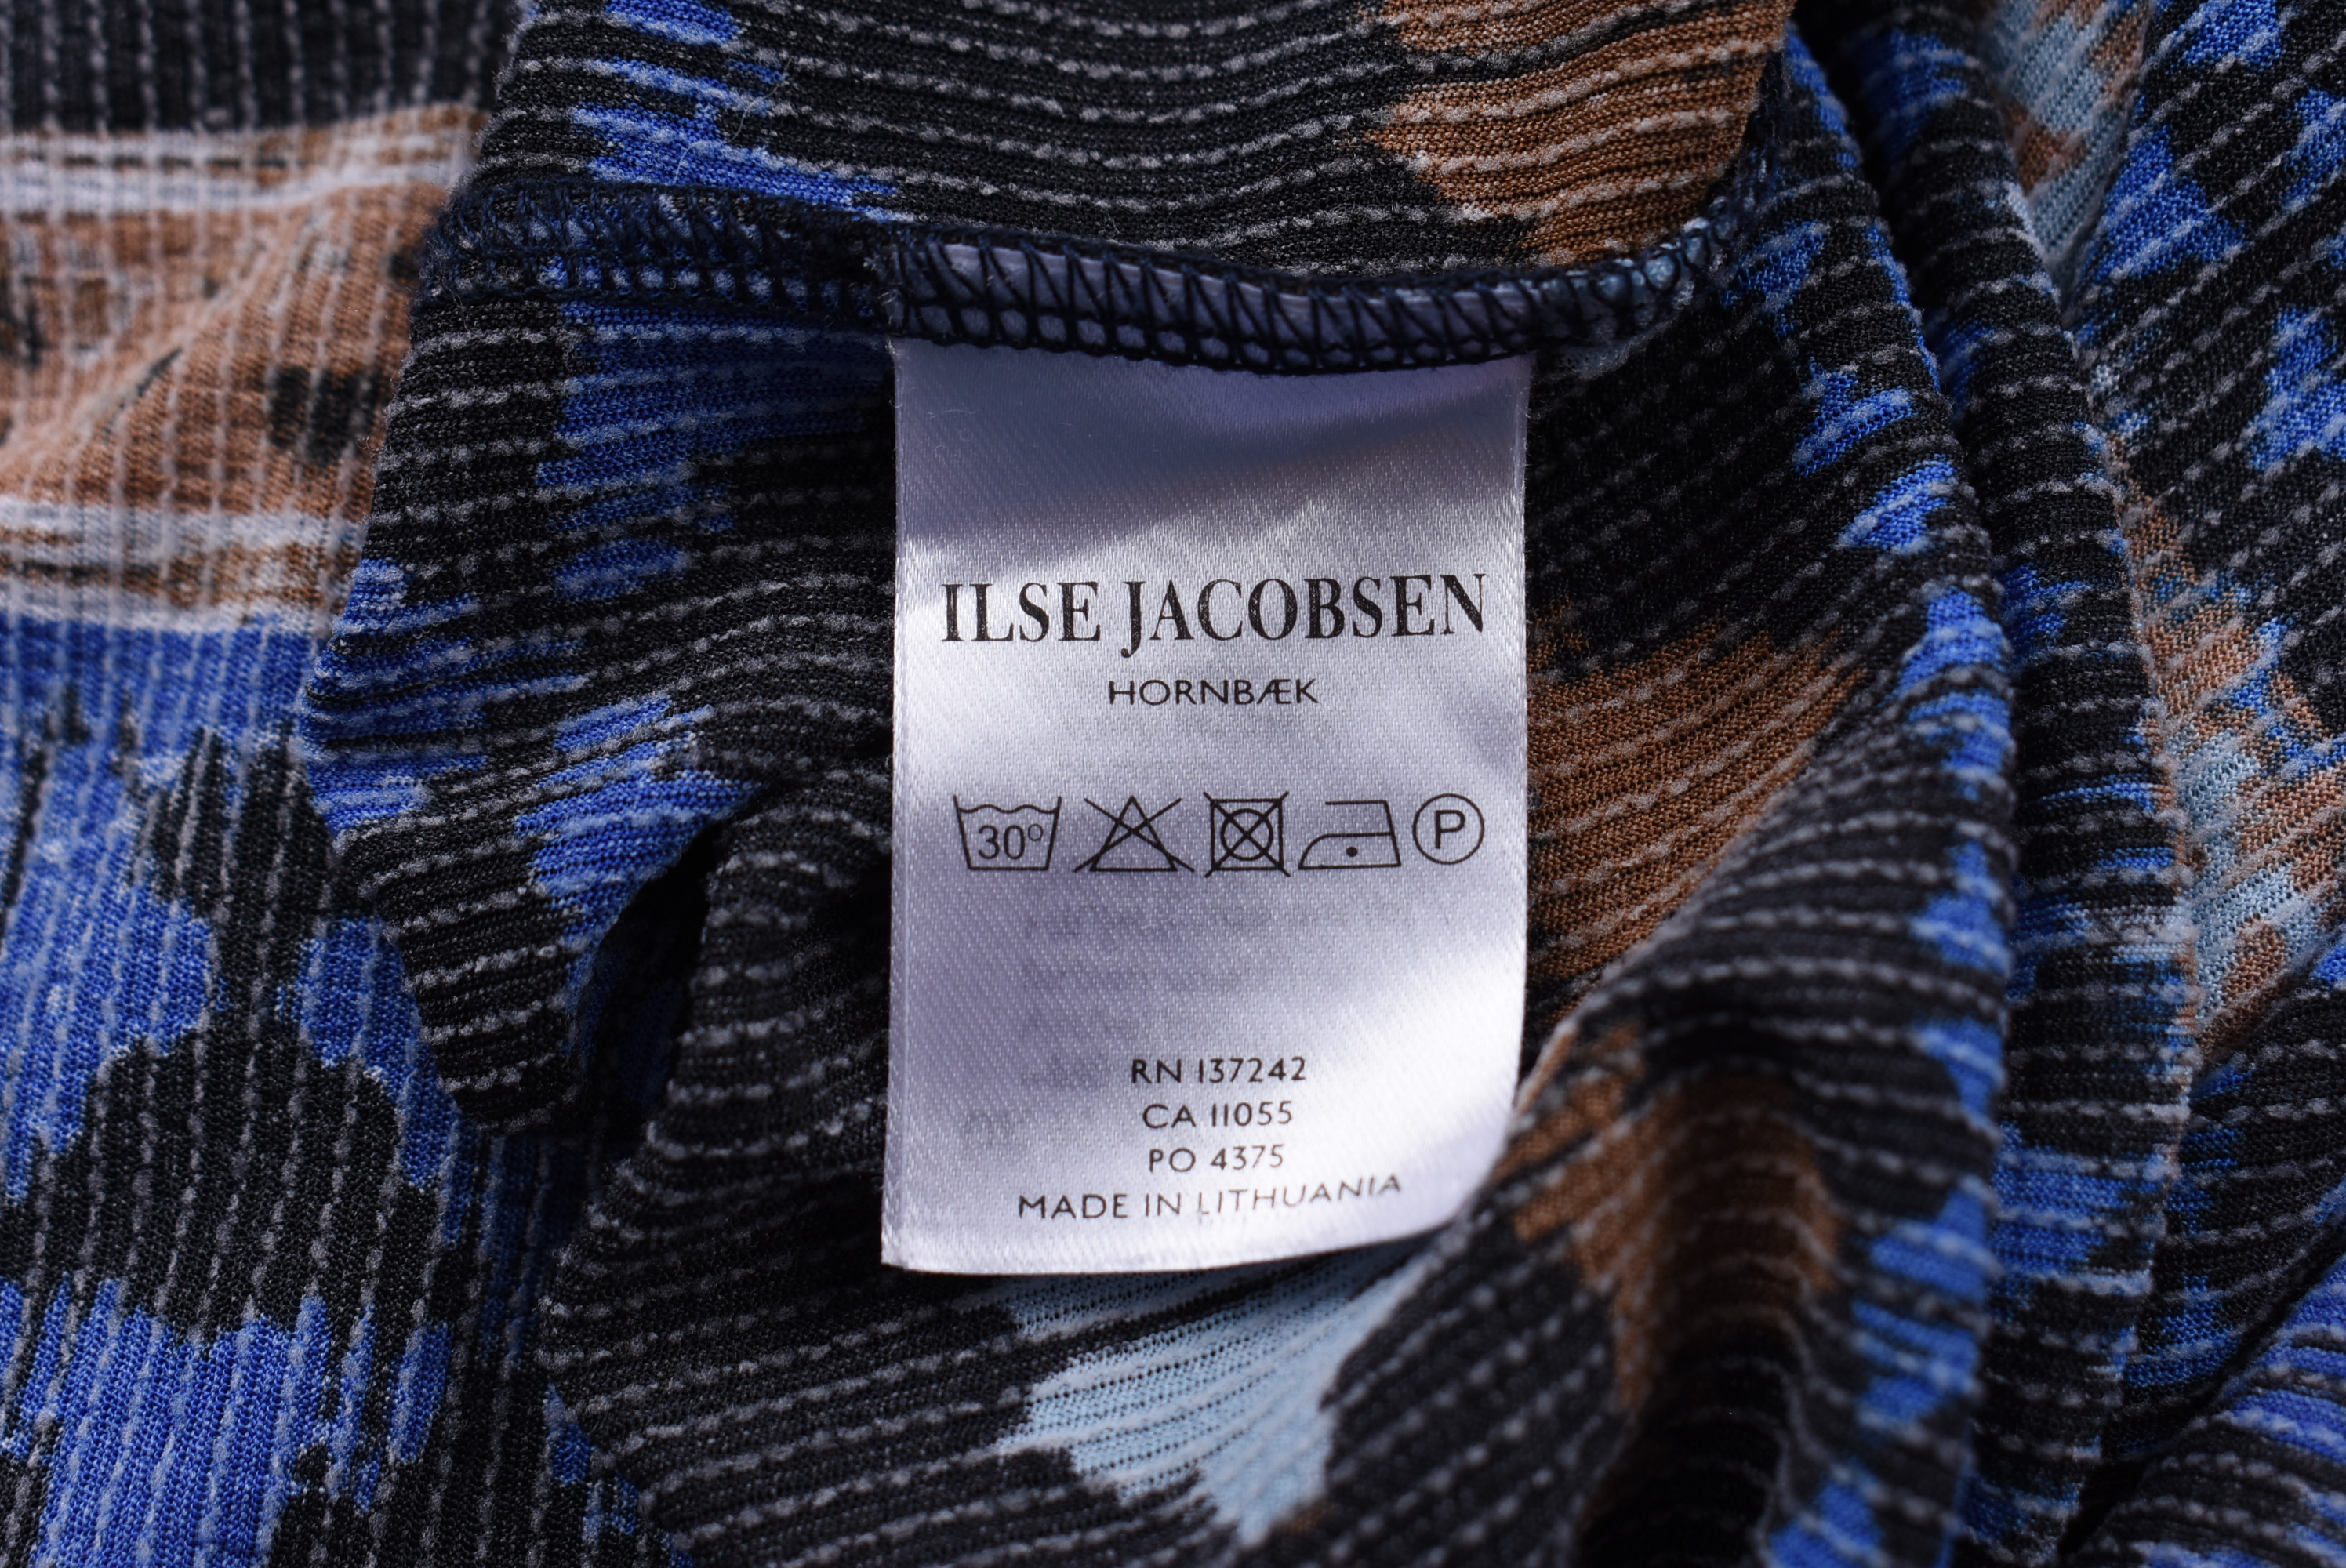 ILSE JACOBSEN
HORNBÆK
30° P
RN 137242
CA 11055
PO 4375
MADE IN LITHUANIA